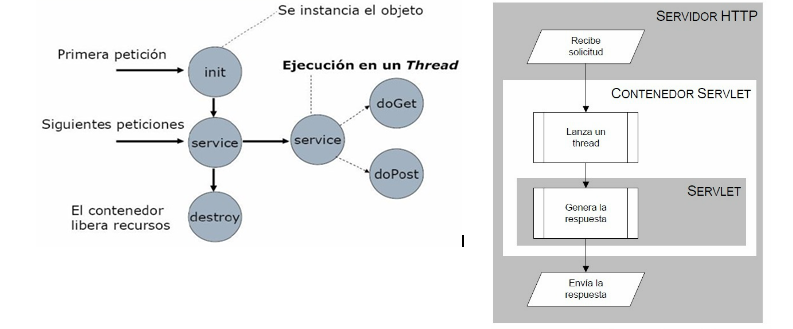 Se instancia el objeto
Primera petición
init
Ejecución en un Thread
doGet
Siguientes peticiones
service
service
doPost
El contenedor
libera recursos
destroy
SERVIDOR HTTP
Recibe
solicitud
CONTENEDOR SERVLET
Lanza un
thread
SERVLET
Genera la
respuesta
Envía la
respuesta